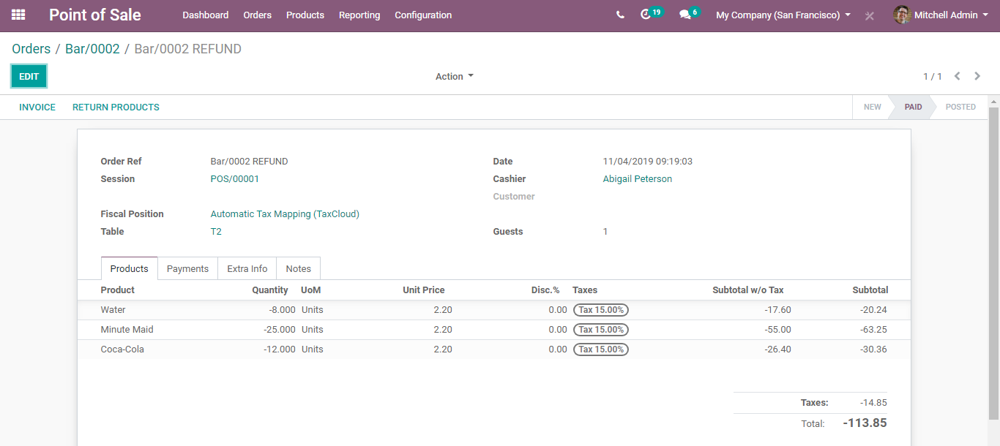 Point of Sale Dashboard Orders Products Reporting Configuration 19 6 My Company (San Francisco) Mitchell Admin
Orders / Bar/0002 / Bar/0002 REFUND
EDIT Action 1 / 1
INVOICE RETURN PRODUCTS NEW PAID POSTED
Order Ref Bar/0002 REFUND Date 11/04/2019 09:19:03
Session POS/00001 Cashier Abigail Peterson
Customer
Fiscal Position Automatic Tax Mapping (TaxCloud)
Table T2 Guests 1
Products Payments Extra Info Notes
Product Quantity UoM Unit Price Disc.% Taxes Subtotal w/o Tax Subtotal
Water -8.000 Units 2.20 0.00 Tax 15.00% -17.60 -20.24
Minute Maid -25.000 Units 2.20 0.00 Tax 15.00% -55.00 -63.25
Coca-Cola -12.000 Units 2.20 0.00 Tax 15.00% -26.40 -30.36
Taxes: -14.85
Total: -113.85